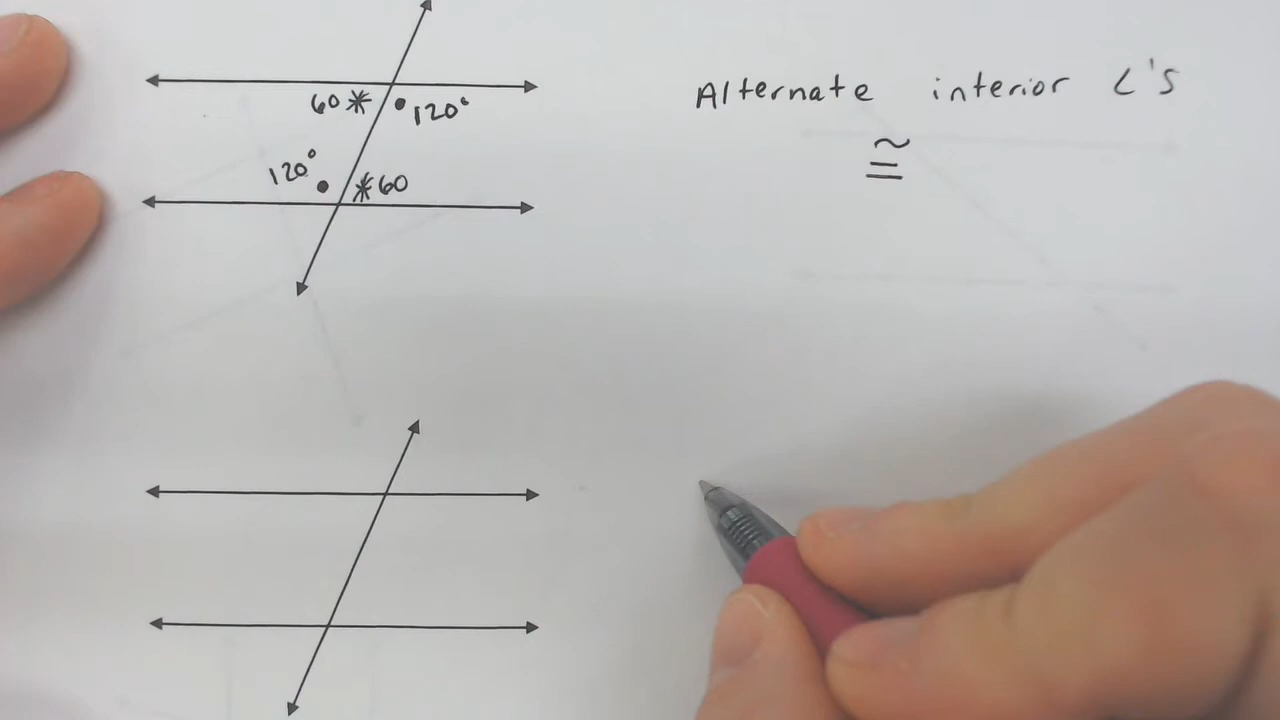 60 * • 120°
120° • * 60
Alternate interior ∠'s
≅